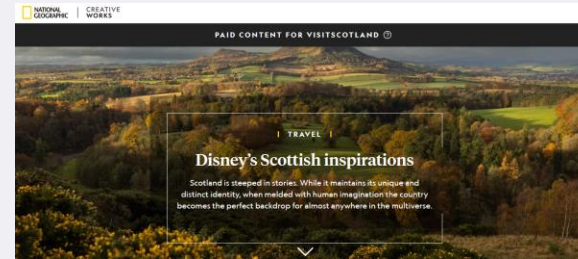 NATIONAL GEOGRAPHIC
CREATIVE WORKS
PAID CONTENT FOR VISITSCOTLAND ?
TRAVEL
Disney's Scottish inspirations
Scotland is steeped in stories. While it maintains its unique and
distinct identity, when melded with human imagination the country
becomes the perfect backdrop for almost anywhere in the multiverse.